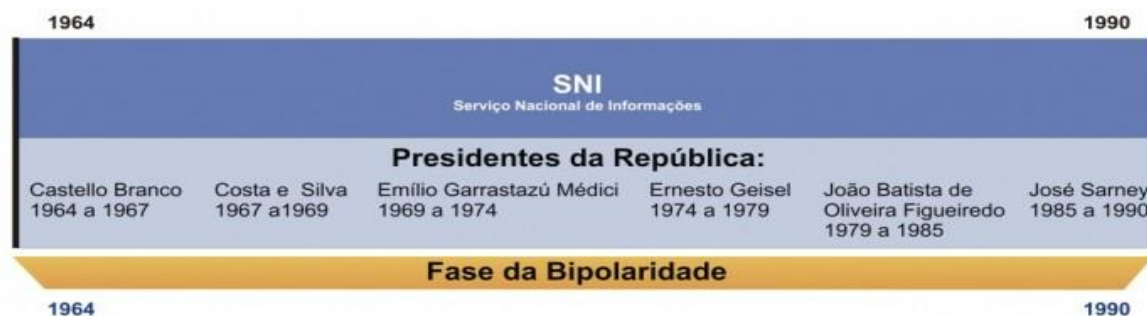 1964 1990
SNI
Serviço Nacional de Informações
Presidentes da República:
Castello Branco
1964 a 1967
Costa e Silva
1967 a1969
Emílio Garrastazú Médici
1969 a 1974
Ernesto Geisel
1974 a 1979
João Batista de
Oliveira Figueiredo
1979 a 1985
José Sarney
1985 a 1990
Fase da Bipolaridade
1964 1990